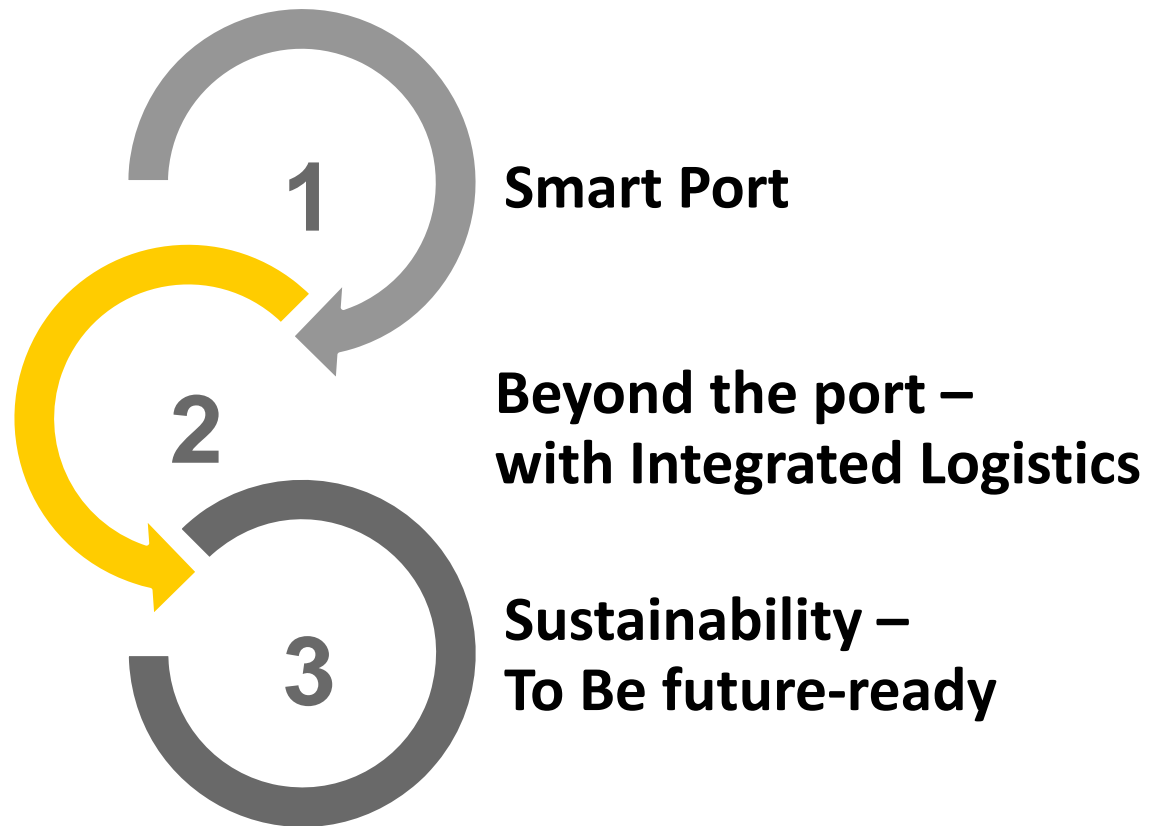 1
Smart Port
2
Beyond the port –
with Integrated Logistics
3
Sustainability –
To Be future-ready